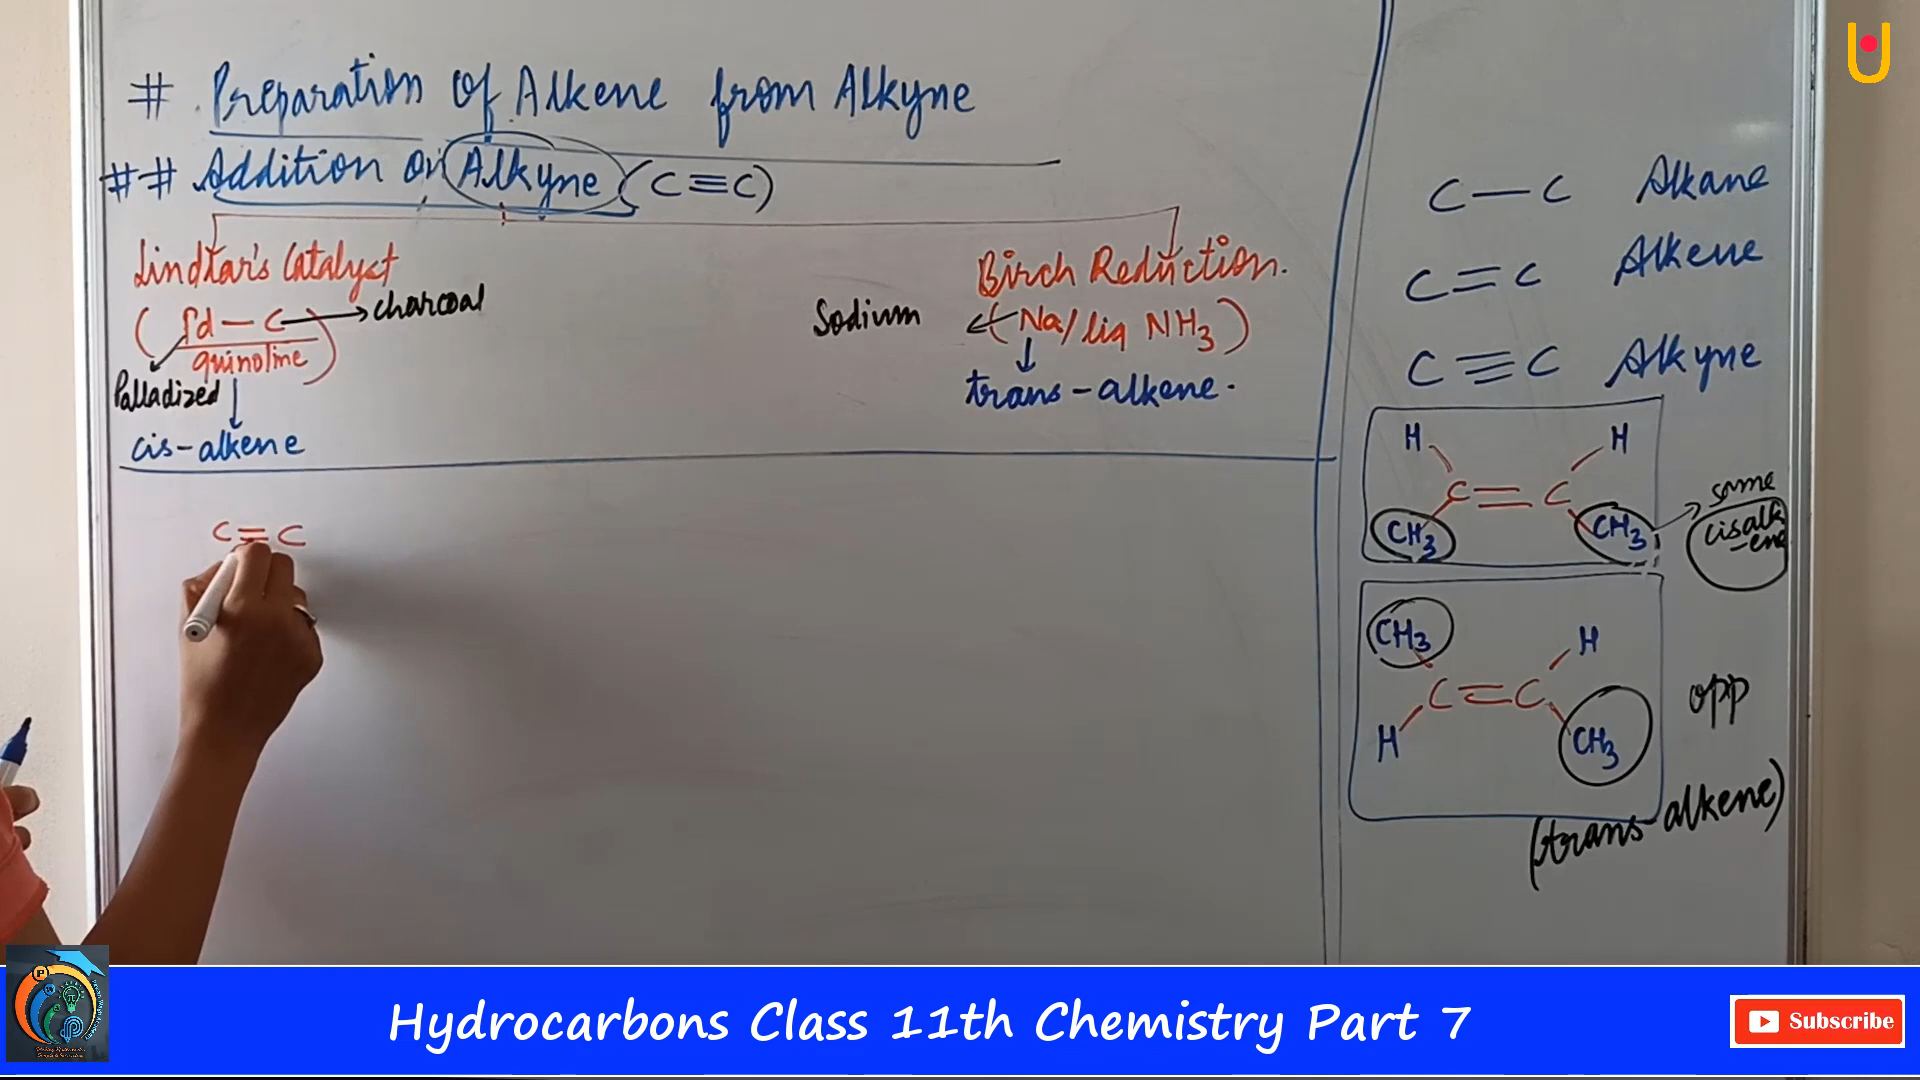 # Preparation of Alkene from Alkyne
## Addition on Alkyne (C≡C)
Lindlar's Catalyst
(Pd — C) → charcoal
quinoline
Palladized
cis-alkene
Birch Reduction.
Sodium ← (Na/liq NH3)
trans-alkene.
C=C
C—C Alkane
C=C Alkene
C≡C Alkyne
H H
C=C
CH3 CH3
same
cisalk
-ene
CH3 H
C=C
H CH3
opp
(trans-alkene)
Hydrocarbons Class 11th Chemistry Part 7
Subscribe